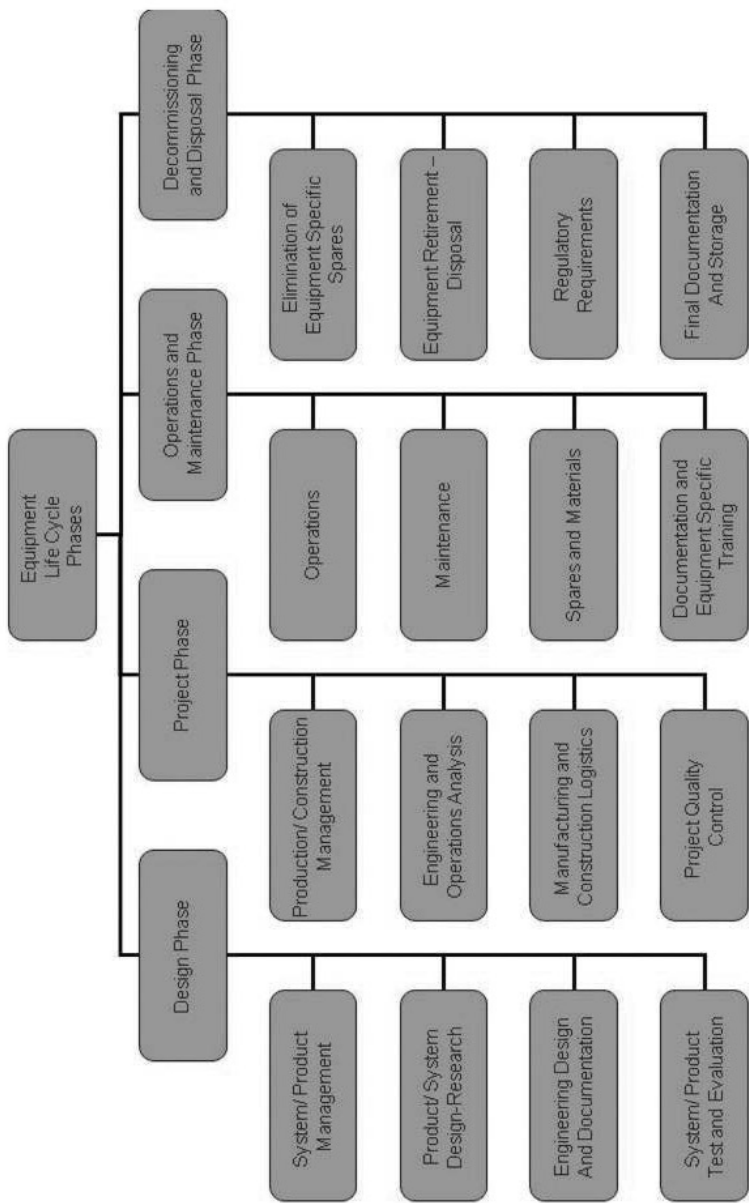 Equipment
Life Cycle
Phases
Design Phase
System/ Product
Management
Product/ System
Design-Research
Engineering Design
And Documentation
System/ Product
Test and Evaluation
Project Phase
Production/ Construction
Management
Engineering and
Operations Analysis
Manufacturing and
Construction Logistics
Project Quality
Control
Operations and
Maintenance Phase
Operations
Maintenance
Spares and Materials
Documentation and
Equipment Specific
Training
Decommissioning
and Disposal Phase
Elimination of
Equipment Specific
Spares
Equipment Retirement –
Disposal
Regulatory
Requirements
Final Documentation
And Storage